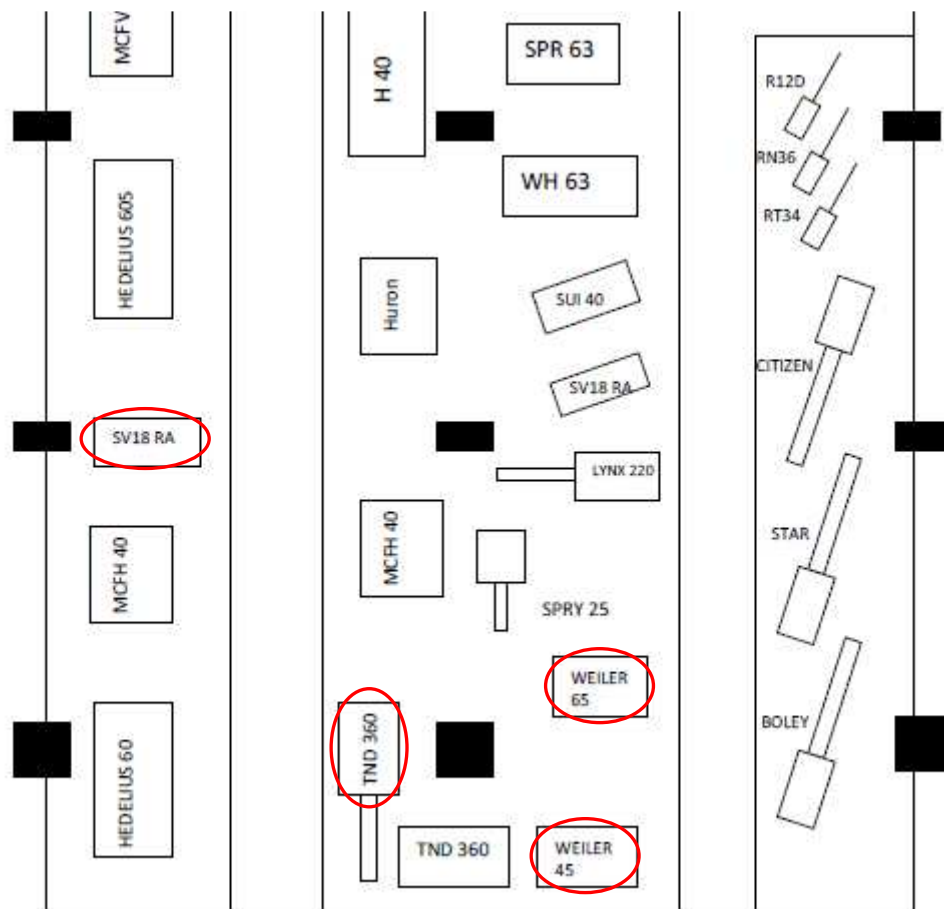 MCFV
HEDELIUS 605
SV18 RA
MCFH 40
HEDELIUS 60
H 40
SPR 63
WH 63
Huron
SUI 40
SV18 RA
LYNX 220
MCFH 40
SPRY 25
WEILER
65
TND 360
TND 360
WEILER
45
R12D
RN36
RT34
CITIZEN
STAR
BOLEY